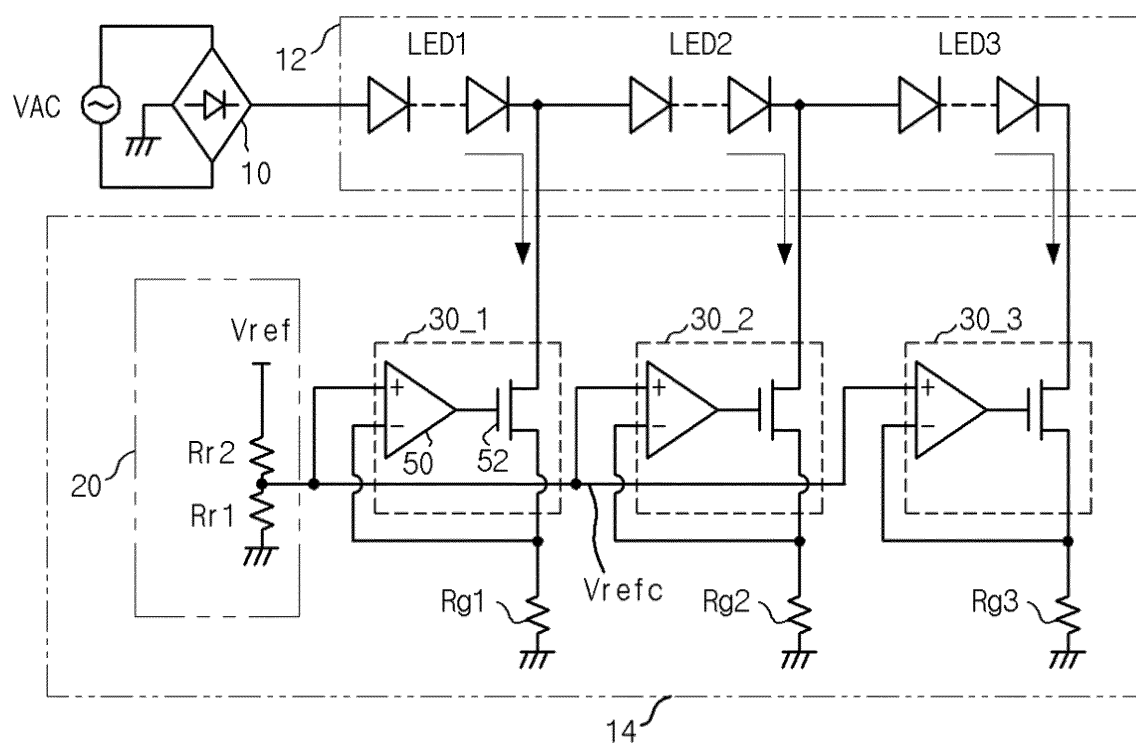 12
LED1
LED2
LED3
VAC
10
30_1
30_2
30_3
Vref
+
+
+
−
−
−
50
52
Rr2
20
Rr1
Vrefc
Rg1
Rg2
Rg3
14